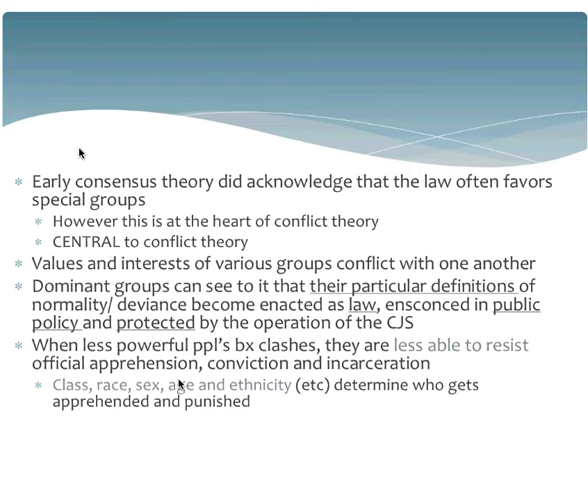 Early consensus theory did acknowledge that the law often favors
special groups
However this is at the heart of conflict theory
CENTRAL to conflict theory
Values and interests of various groups conflict with one another
Dominant groups can see to it that their particular definitions of
normality/ deviance become enacted as law, ensconced in public
policy and protected by the operation of the CJS
When less powerful ppl's bx clashes, they are less able to resist
official apprehension, conviction and incarceration
Class, race, sex, age and ethnicity (etc) determine who gets
apprehended and punished